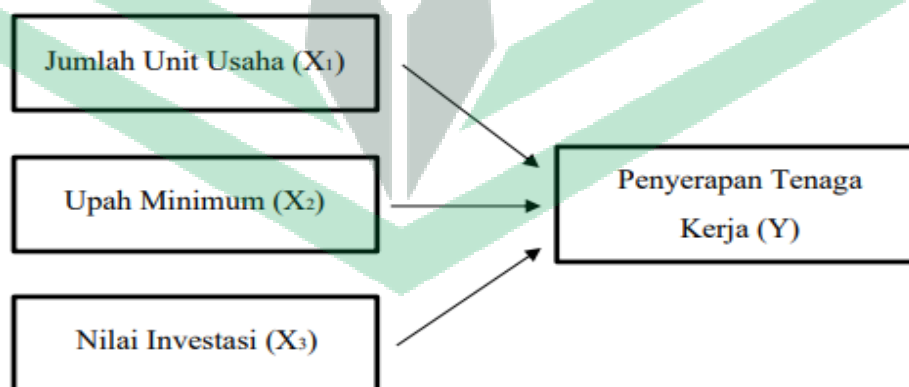 Jumlah Unit Usaha (X₁)
Upah Minimum (X₂)
Penyerapan Tenaga
Kerja (Y)
Nilai Investasi (X₃)